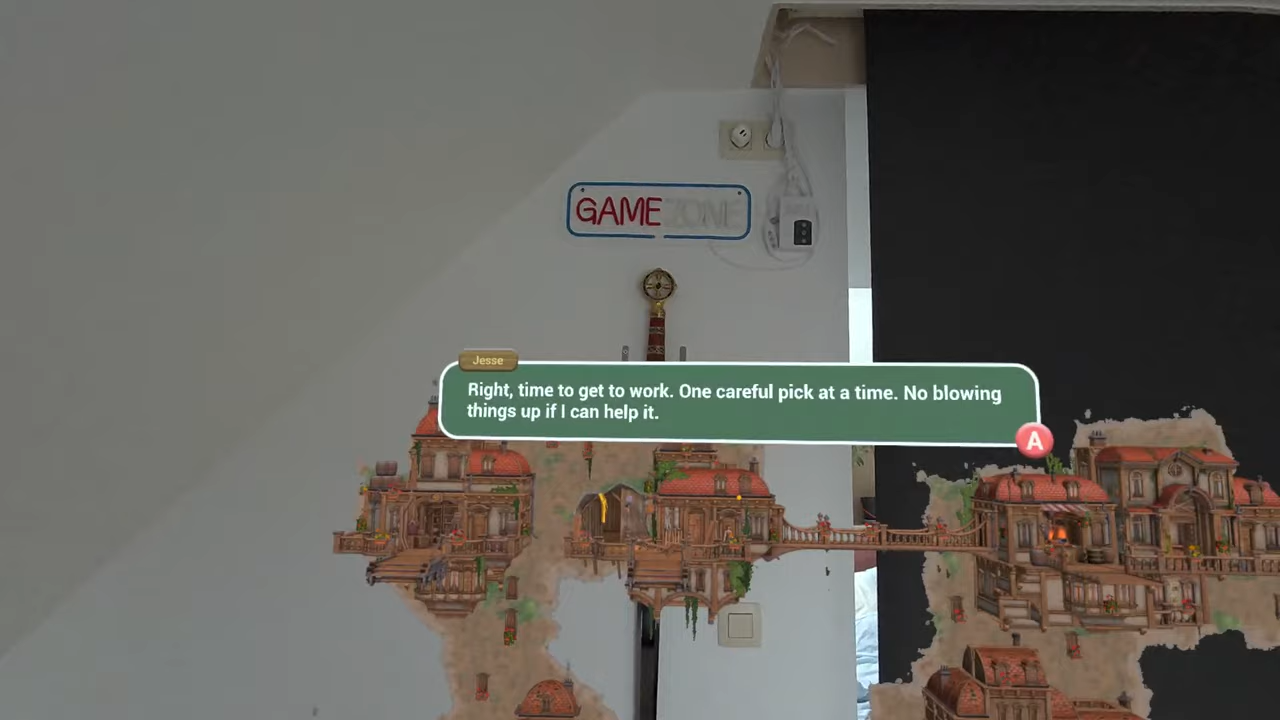 GAMEZONE
Jesse
Right, time to get to work. One careful pick at a time. No blowing
things up if I can help it.
A